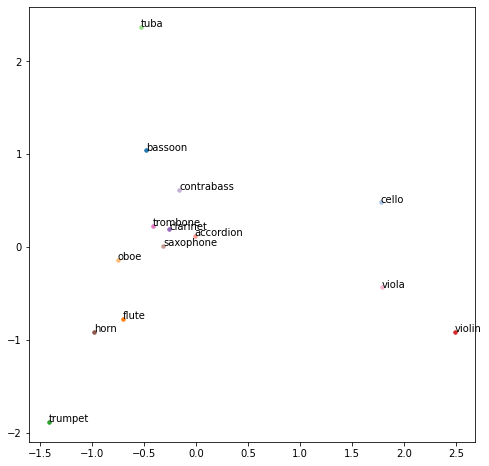 tuba
2
bassoon
1
contrabass
cello
trombone
clarinet
accordion
saxophone
0
oboe
viola
flute
horn
violin
−1
trumpet
−2
−1.5 −1.0 −0.5 0.0 0.5 1.0 1.5 2.0 2.5